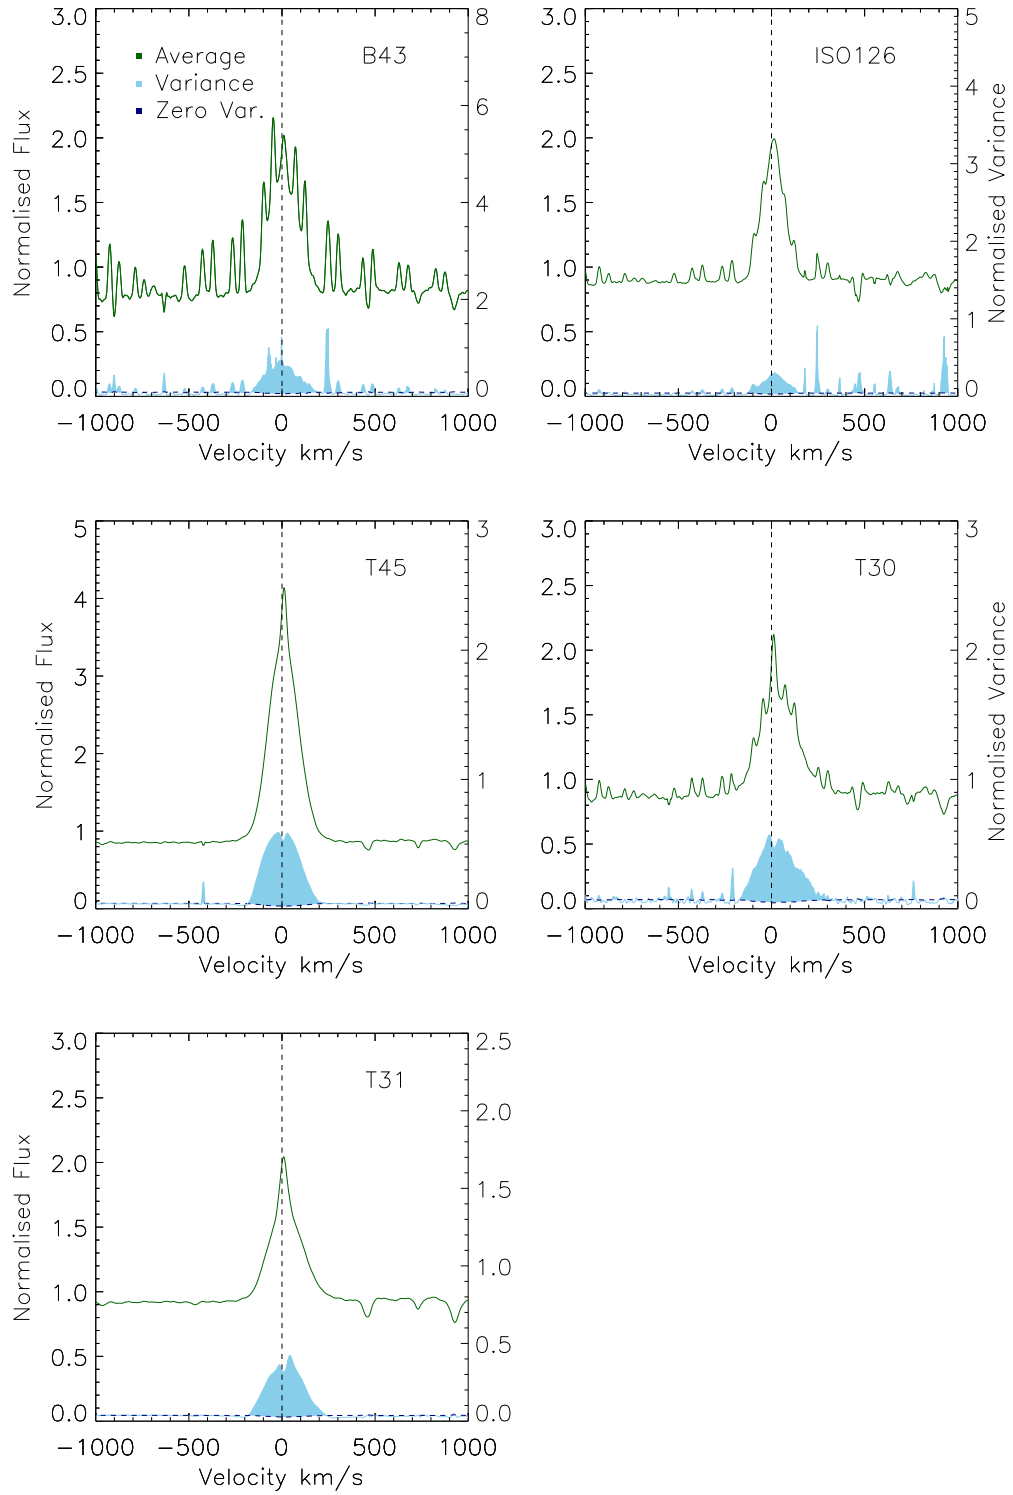 3.0
2.5
2.0
1.5
1.0
0.5
0.0
8
6
4
2
0
Normalised Flux
Average
Variance
Zero Var.
B43
−1000 −500 0 500 1000
Velocity km/s
3.0
2.5
2.0
1.5
1.0
0.5
0.0
5
4
3
2
1
0
ISO126
Normalised Variance
−1000 −500 0 500 1000
Velocity km/s
5
4
3
2
1
0
3
2
1
0
Normalised Flux
T45
−1000 −500 0 500 1000
Velocity km/s
3.0
2.5
2.0
1.5
1.0
0.5
0.0
3
2
1
0
T30
Normalised Variance
−1000 −500 0 500 1000
Velocity km/s
3.0
2.5
2.0
1.5
1.0
0.5
0.0
2.5
2.0
1.5
1.0
0.5
0.0
Normalised Flux
T31
−1000 −500 0 500 1000
Velocity km/s